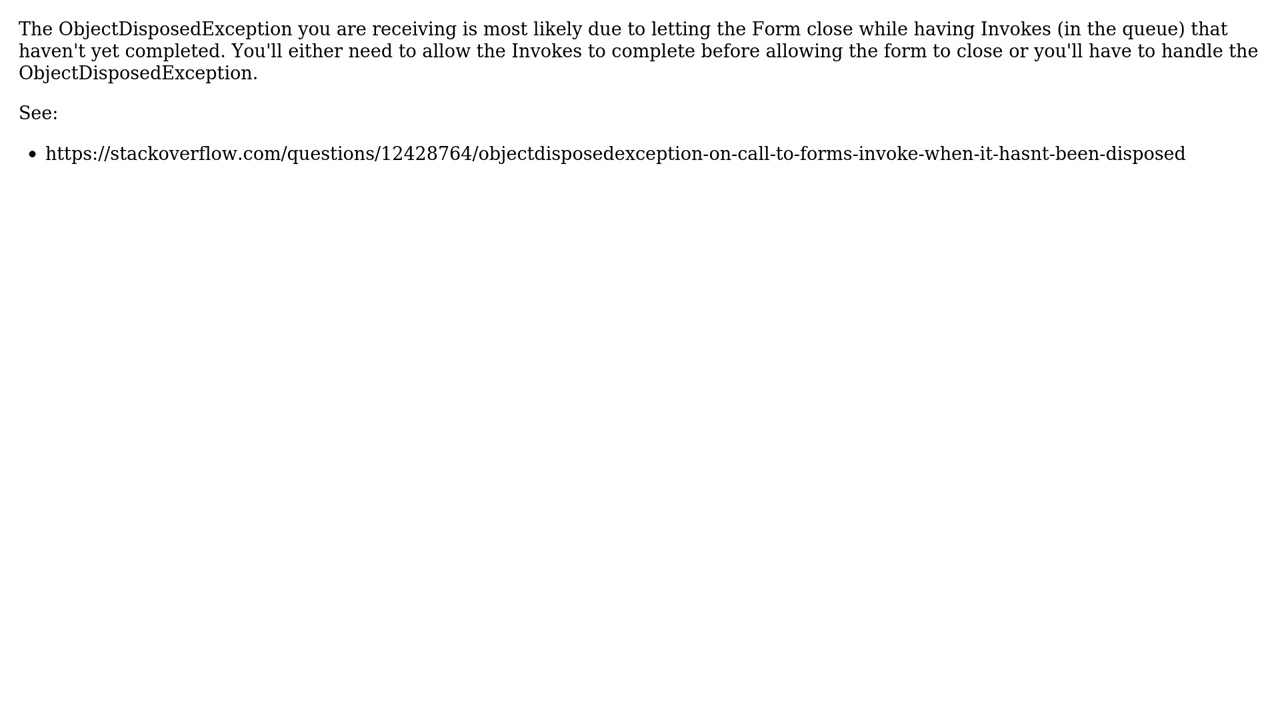 The ObjectDisposedException you are receiving is most likely due to letting the Form close while having Invokes (in the queue) that
haven't yet completed. You'll either need to allow the Invokes to complete before allowing the form to close or you'll have to handle the
ObjectDisposedException.
See:
• https://stackoverflow.com/questions/12428764/objectdisposedexception-on-call-to-forms-invoke-when-it-hasnt-been-disposed